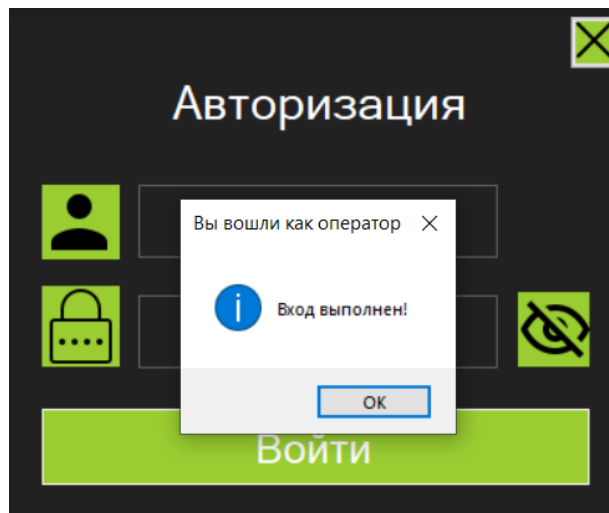 Авторизация
Вы вошли как оператор
Вход выполнен!
OK
Войти